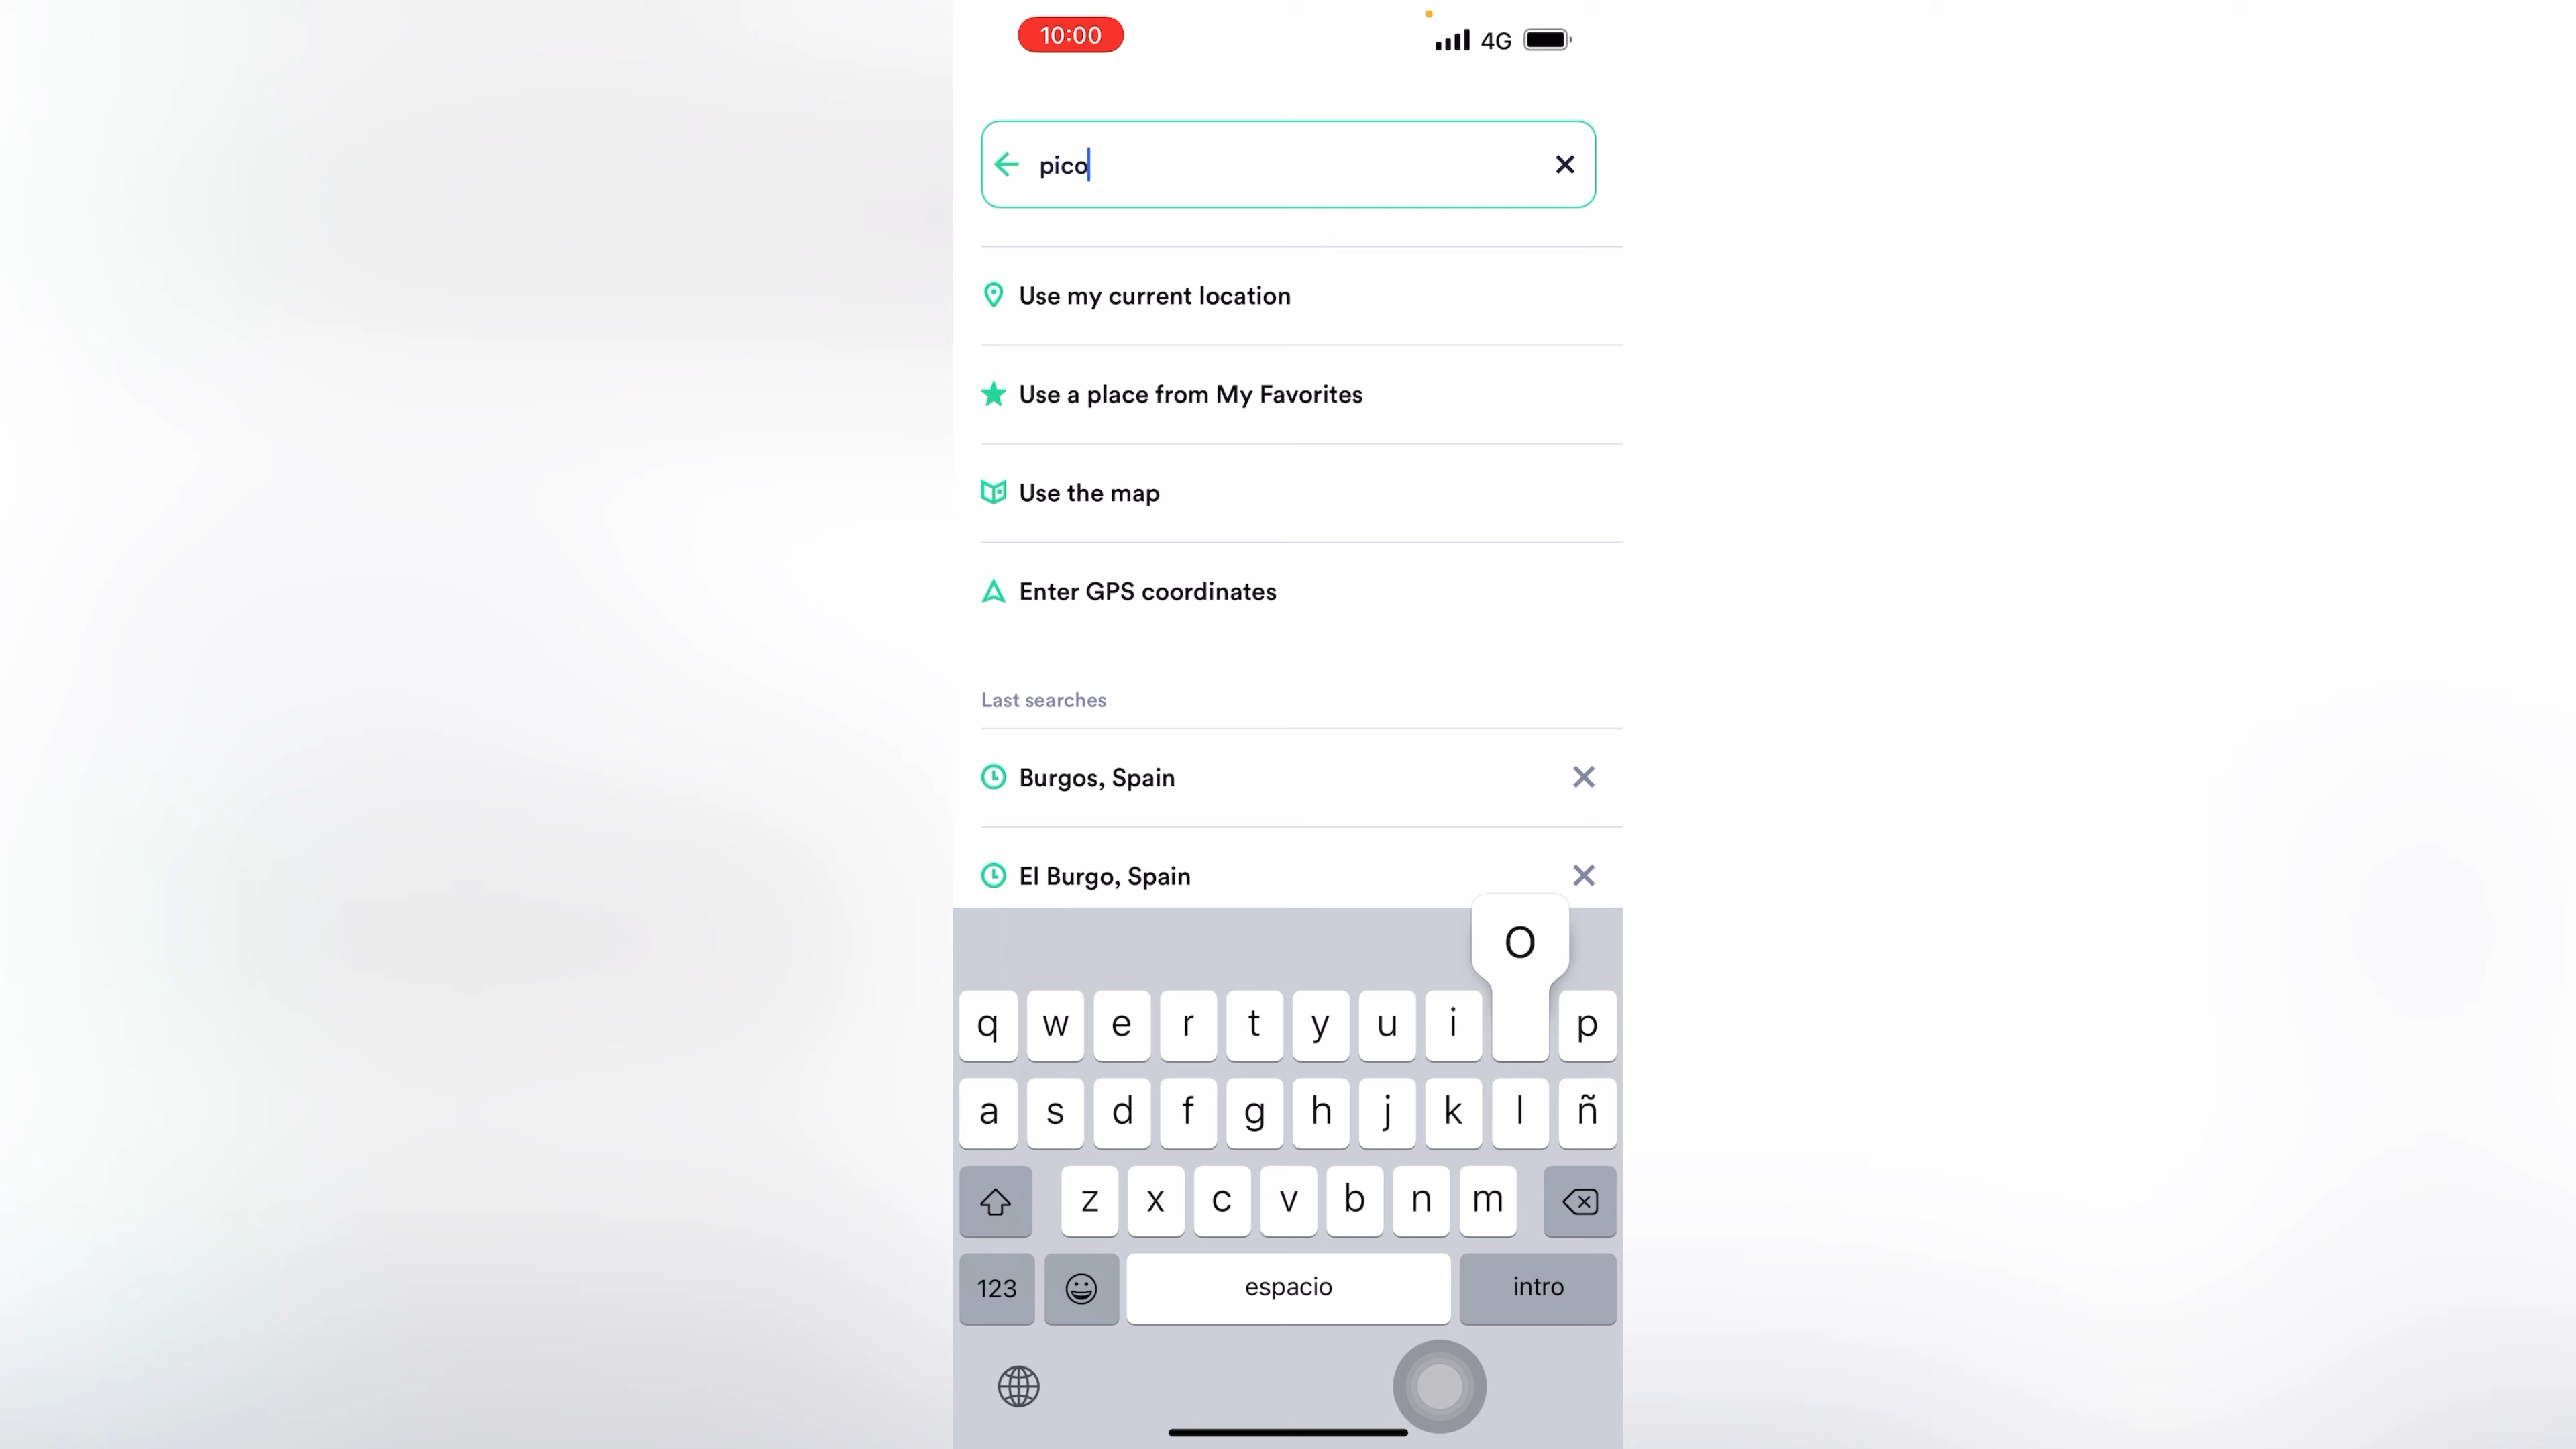 10:00 4G
pico
Use my current location
Use a place from My Favorites
Use the map
Enter GPS coordinates
Last searches
Burgos, Spain
El Burgo, Spain
O
q w e r t y u i p
a s d f g h j k l ñ
z x c v b n m
123 espacio intro